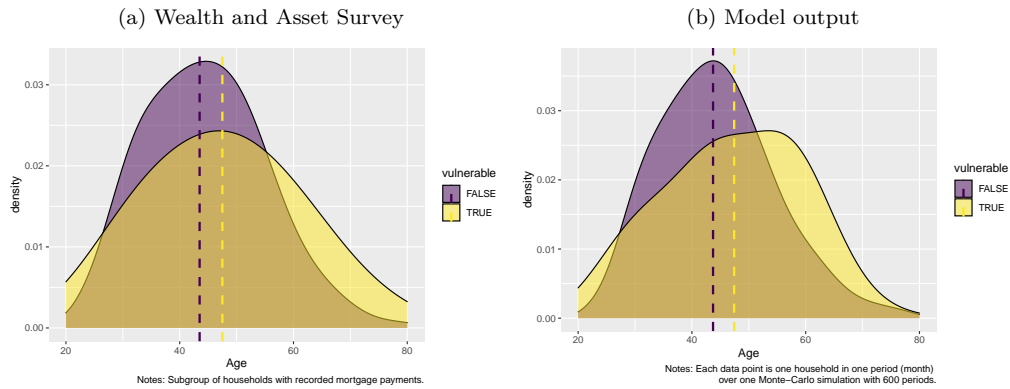 (a) Wealth and Asset Survey
0.03
0.02
0.01
0.00
density
20 40 60 80
Age
vulnerable
FALSE
TRUE
Notes: Subgroup of households with recorded mortgage payments.
(b) Model output
0.03
0.02
0.01
0.00
density
20 40 60 80
Age
vulnerable
FALSE
TRUE
Notes: Each data point is one household in one period (month)
over one Monte-Carlo simulation with 600 periods.